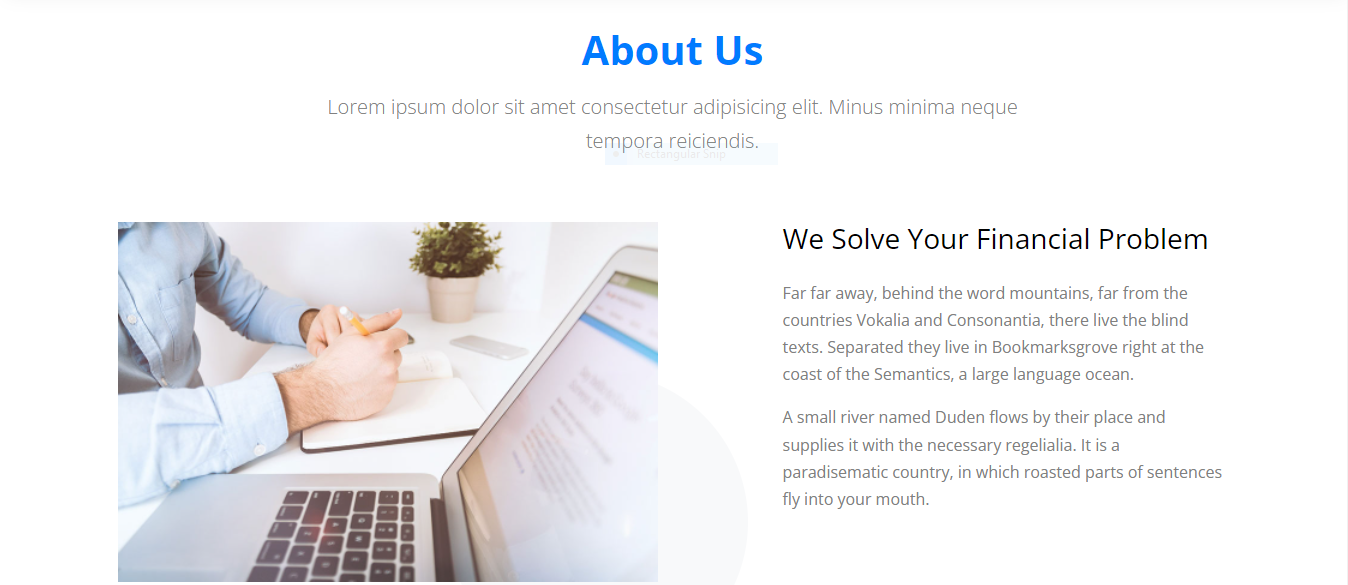 About Us
Lorem ipsum dolor sit amet consectetur adipisicing elit. Minus minima neque
tempora reiciendis.
Rectangular Snip
We Solve Your Financial Problem
Far far away, behind the word mountains, far from the
countries Vokalia and Consonantia, there live the blind
texts. Separated they live in Bookmarksgrove right at the
coast of the Semantics, a large language ocean.
A small river named Duden flows by their place and
supplies it with the necessary regelialia. It is a
paradisematic country, in which roasted parts of sentences
fly into your mouth.